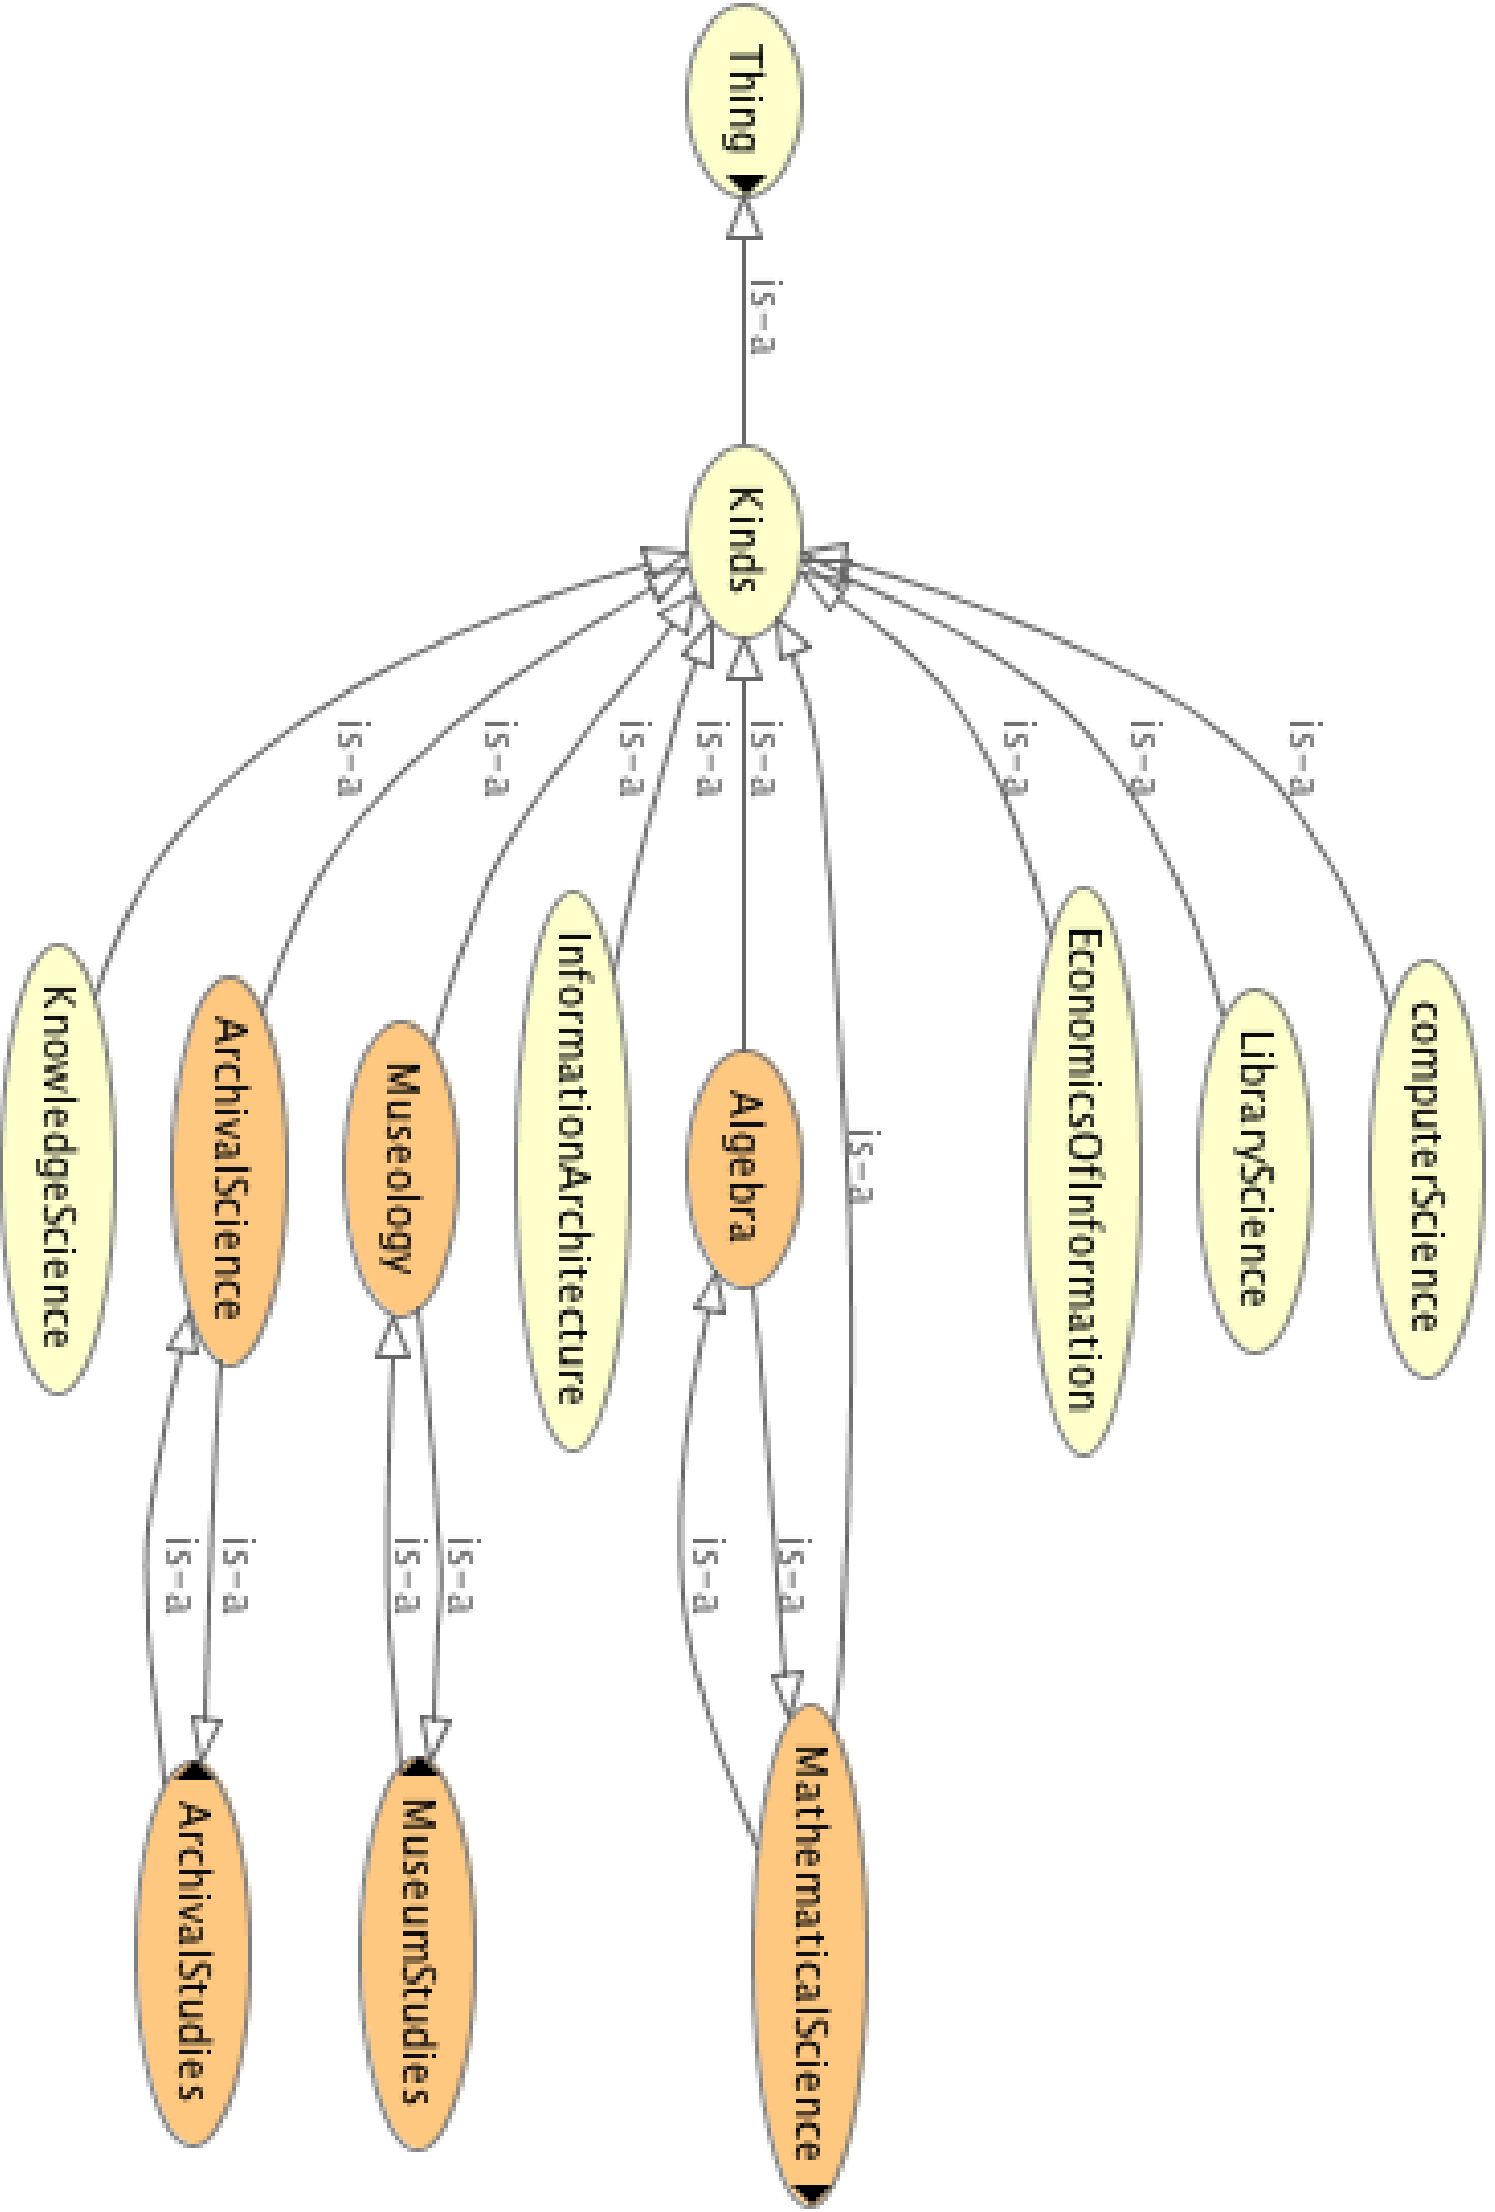 Thing
is-a
Kinds
is-a
is-a
is-a
is-a
is-a
is-a
is-a
is-a
computerScience
LibraryScience
EconomicsOfInformation
is-a
Algebra
InformationArchitecture
Museology
ArchivalScience
KnowledgeScience
is-a
is-a
is-a
is-a
is-a
is-a
MathematicalScience
MuseumStudies
ArchivalStudies